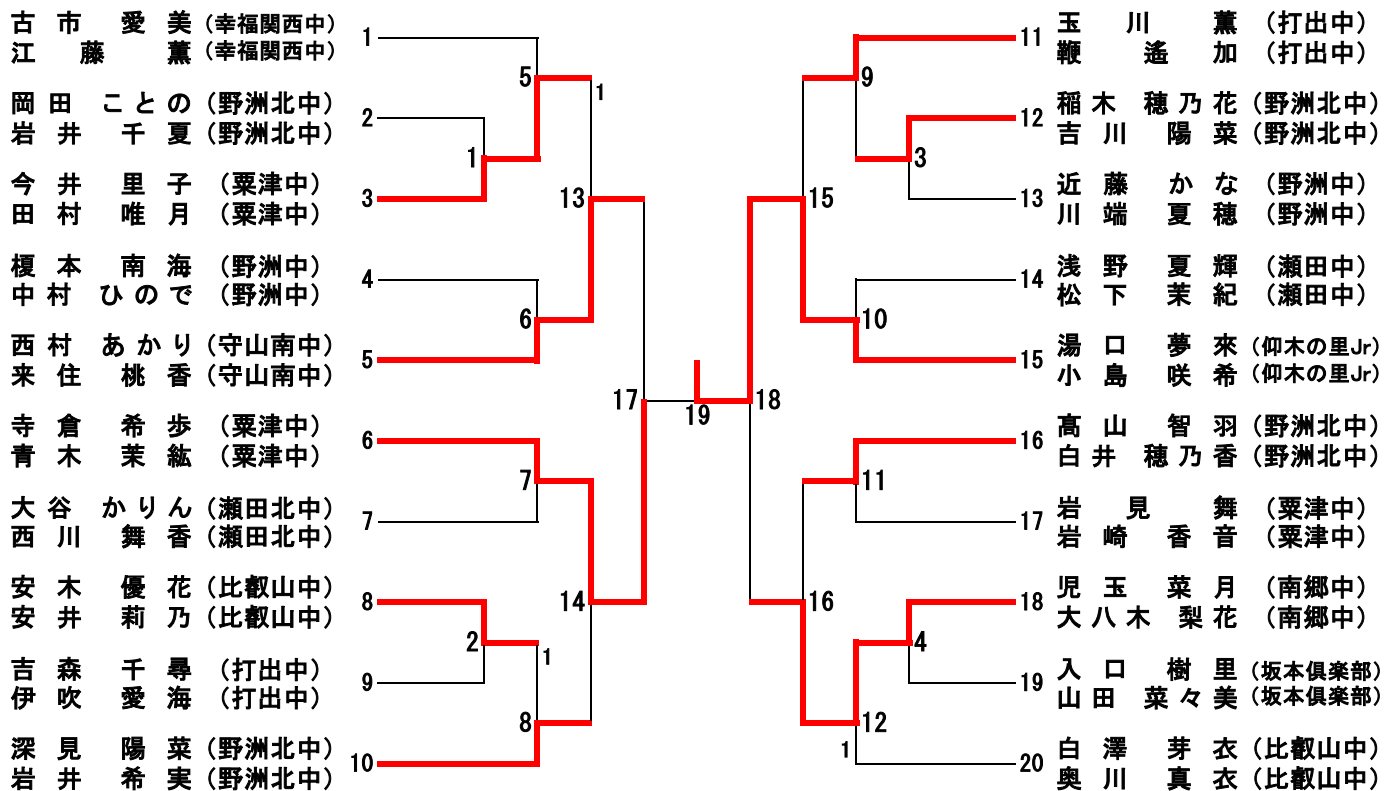 古市 愛美 (幸福関西中)
江藤 薫 (幸福関西中)
1
岡田 ことの (野洲北中)
岩井 千夏 (野洲北中)
2
今井 里子 (粟津中)
田村 唯月 (粟津中)
3
榎本 南海 (野洲中)
中村 ひので (野洲中)
4
西村 あかり (守山南中)
来住 桃香 (守山南中)
5
寺倉 希歩 (粟津中)
青木 茉紘 (粟津中)
6
大谷 かりん (瀬田北中)
西川 舞香 (瀬田北中)
7
安木 優花 (比叡山中)
安井 莉乃 (比叡山中)
8
吉森 千尋 (打出中)
伊吹 愛海 (打出中)
9
深見 陽菜 (野洲北中)
岩井 希実 (野洲北中)
10
5
1
1
13
6
17
7
14
2
1
8
19
18
9
3
15
10
11
16
4
12
1
11
玉川 薫 (打出中)
鞭 遙加 (打出中)
12
稲木 穂乃花 (野洲北中)
吉川 陽菜 (野洲北中)
13
近藤 かな (野洲中)
川端 夏穂 (野洲中)
14
浅野 夏輝 (瀬田中)
松下 茉紀 (瀬田中)
15
湯口 夢來 (仰木の里Jr)
小島 咲希 (仰木の里Jr)
16
髙山 智羽 (野洲北中)
白井 穂乃香 (野洲北中)
17
岩見 舞 (粟津中)
岩崎 香音 (粟津中)
18
児玉 菜月 (南郷中)
大八木 梨花 (南郷中)
19
入口 樹里 (坂本倶楽部)
山田 菜々美 (坂本倶楽部)
20
白澤 芽衣 (比叡山中)
奥川 真衣 (比叡山中)